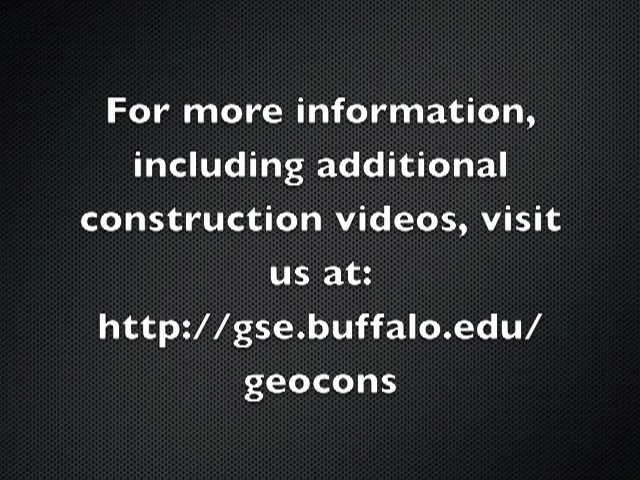 For more information,
including additional
construction videos, visit
us at:
http://gse.buffalo.edu/
geocons